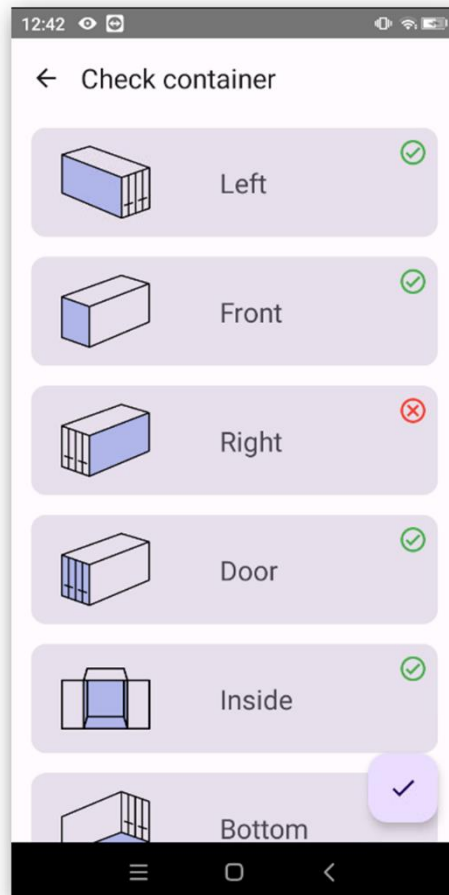 12:42
Check container
Left
Front
Right
Door
Inside
Bottom